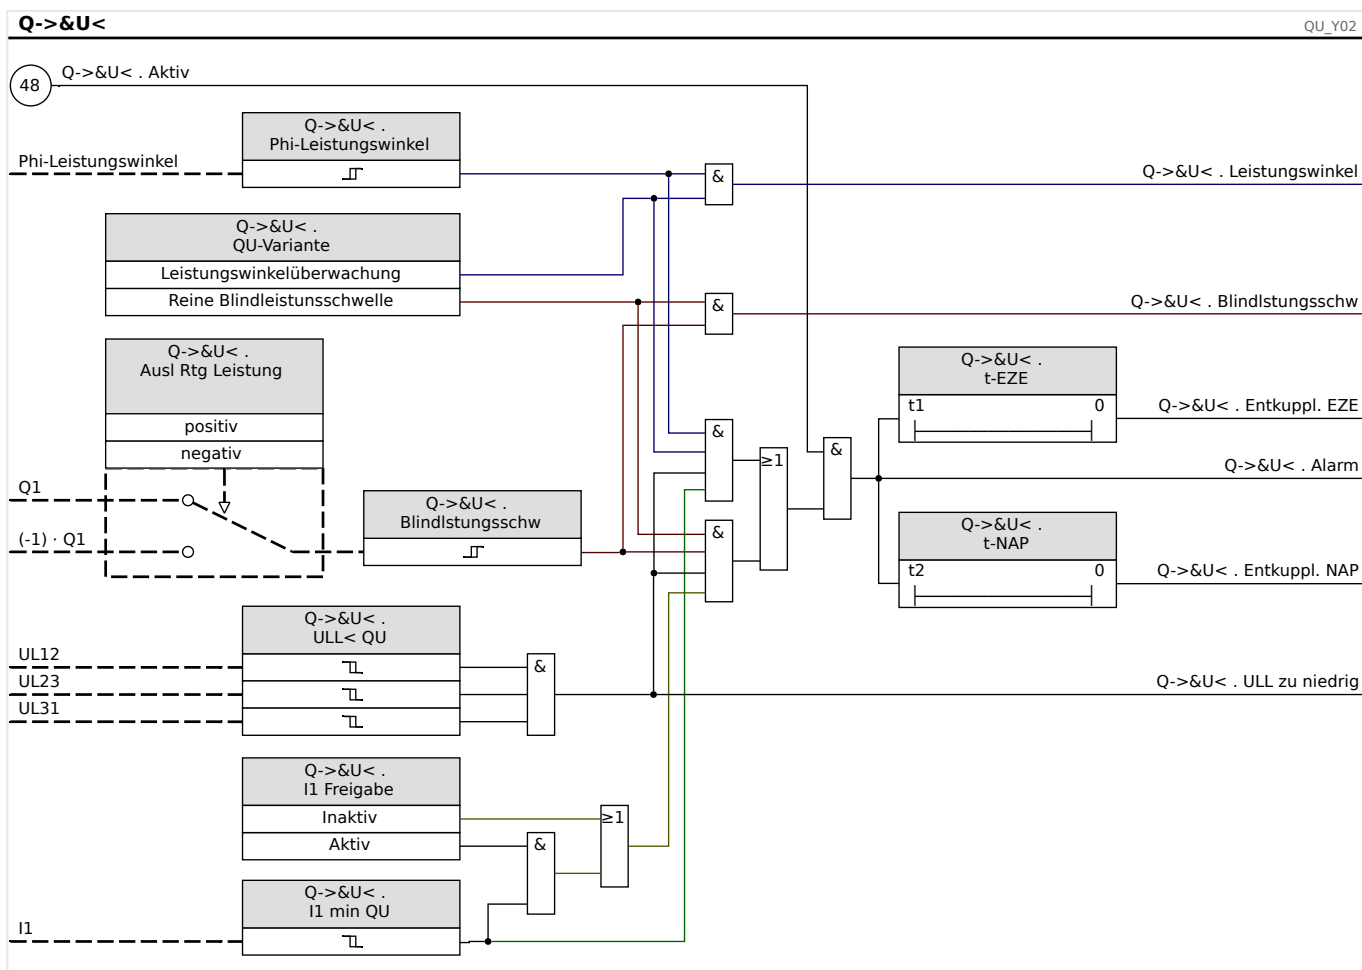 Q->&U<
QU_Y02
48
Q->&U< . Aktiv
Q->&U< .
Phi-Leistungswinkel
Phi-Leistungswinkel
&
Q->&U< . Leistungswinkel
Q->&U< .
QU-Variante
Leistungswinkelüberwachung
Reine Blindleistunsschwelle
&
Q->&U< . Blindlstungsschw
Q->&U< .
Ausl Rtg Leistung
positiv
negativ
Q->&U< .
t-EZE
t1 0
Q->&U< . Entkuppl. EZE
&
≥1
&
Q->&U< . Alarm
Q1
(-1) · Q1
Q->&U< .
Blindlstungsschw
&
Q->&U< .
t-NAP
t2 0
Q->&U< . Entkuppl. NAP
Q->&U< .
ULL< QU
UL12
UL23
UL31
&
Q->&U< . ULL zu niedrig
Q->&U< .
I1 Freigabe
Inaktiv
Aktiv
≥1
&
Q->&U< .
I1 min QU
I1